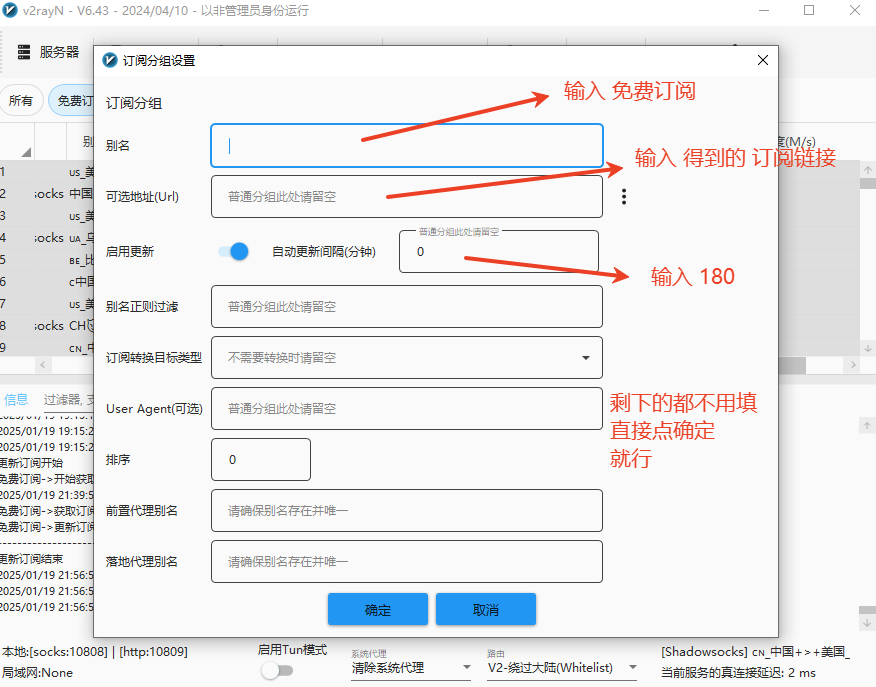 v2rayN - V6.43 - 2024/04/10 - 以非管理员身份运行
服务器
订阅分组设置
所有
免费订
订阅分组
输入 免费订阅
别名
别
度(M/s)
输入 得到的 订阅链接
可选地址(Url)
普通分组此处请留空
启用更新
自动更新间隔(分钟)
普通分组此处请留空
0
输入 180
别名正则过滤
普通分组此处请留空
订阅转换目标类型
不需要转换时请留空
User Agent(可选)
普通分组此处请留空
剩下的都不用填
直接点确定
就行
排序
0
前置代理别名
请确保别名存在并唯一
落地代理别名
请确保别名存在并唯一
确定
取消
1
us_美
2
socks 中国
3
us_美
4
socks UA_乌
5
BE_比
6
c中国
7
us_美
8
socks CH
9
CN_中
信息
过滤器, 支
2025/01/19 19:15:1
2025/01/19 19:15:2
2025/01/19 19:15:2
更新订阅开始
免费订阅->开始获取
2025/01/19 21:39:5
免费订阅->获取订阅
免费订阅->更新订阅
更新订阅结束
2025/01/19 21:56:5
2025/01/19 21:56:5
2025/01/19 21:56:5
本地:[socks:10808] | [http:10809]
局域网:None
启用Tun模式
系统代理
清除系统代理
路由
V2-绕过大陆(Whitelist)
[Shadowsocks] CN_中国+>+美国_
当前服务的真连接延迟: 2 ms